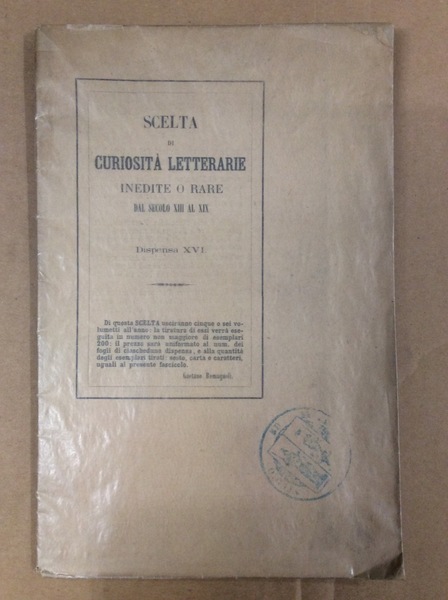 SCELTA
DI
CURIOSITÀ LETTERARIE
INEDITE O RARE
DAL SECOLO XIII AL XIX
Dispensa XVI
Di questa SCELTA usciranno cinque o sei vo-
lumetti all'anno: la tiratura di essi verrà ese-
guita in numero non maggiore di esemplari
200: il prezzo sarà uniformato al num. dei
fogli di ciascheduna dispensa, e alla quantità
degli esemplari tirati: sesto, carta e caratteri,
uguali al presente fascicolo.
Gaetano Romagnoli.